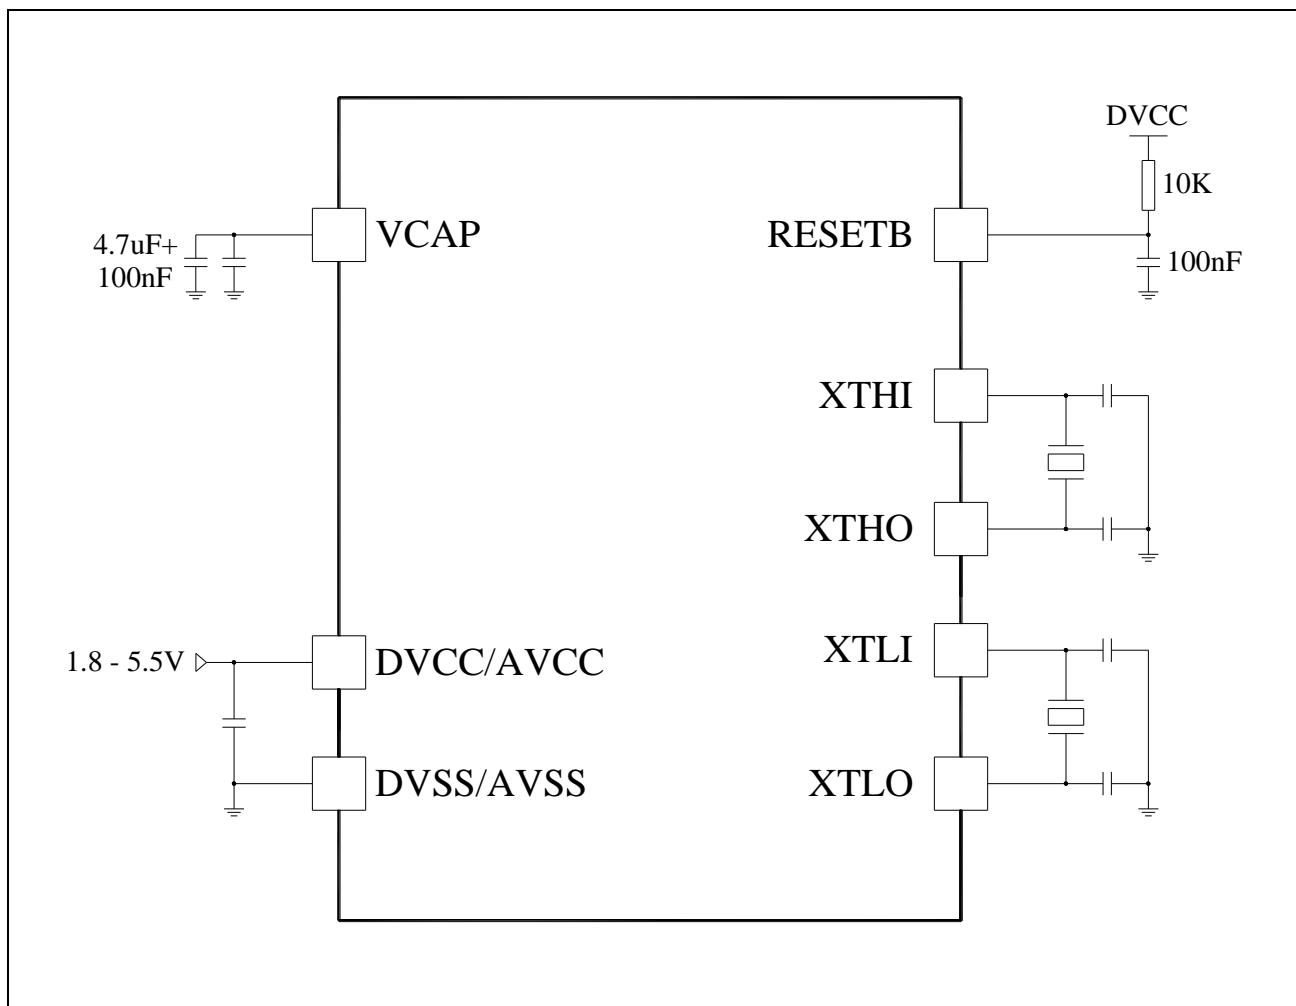 DVCC
10K
4.7uF+
100nF
VCAP
RESETB
100nF
XTHI
XTHO
XTLI
1.8 - 5.5V
DVCC/AVCC
DVSS/AVSS
XTLO